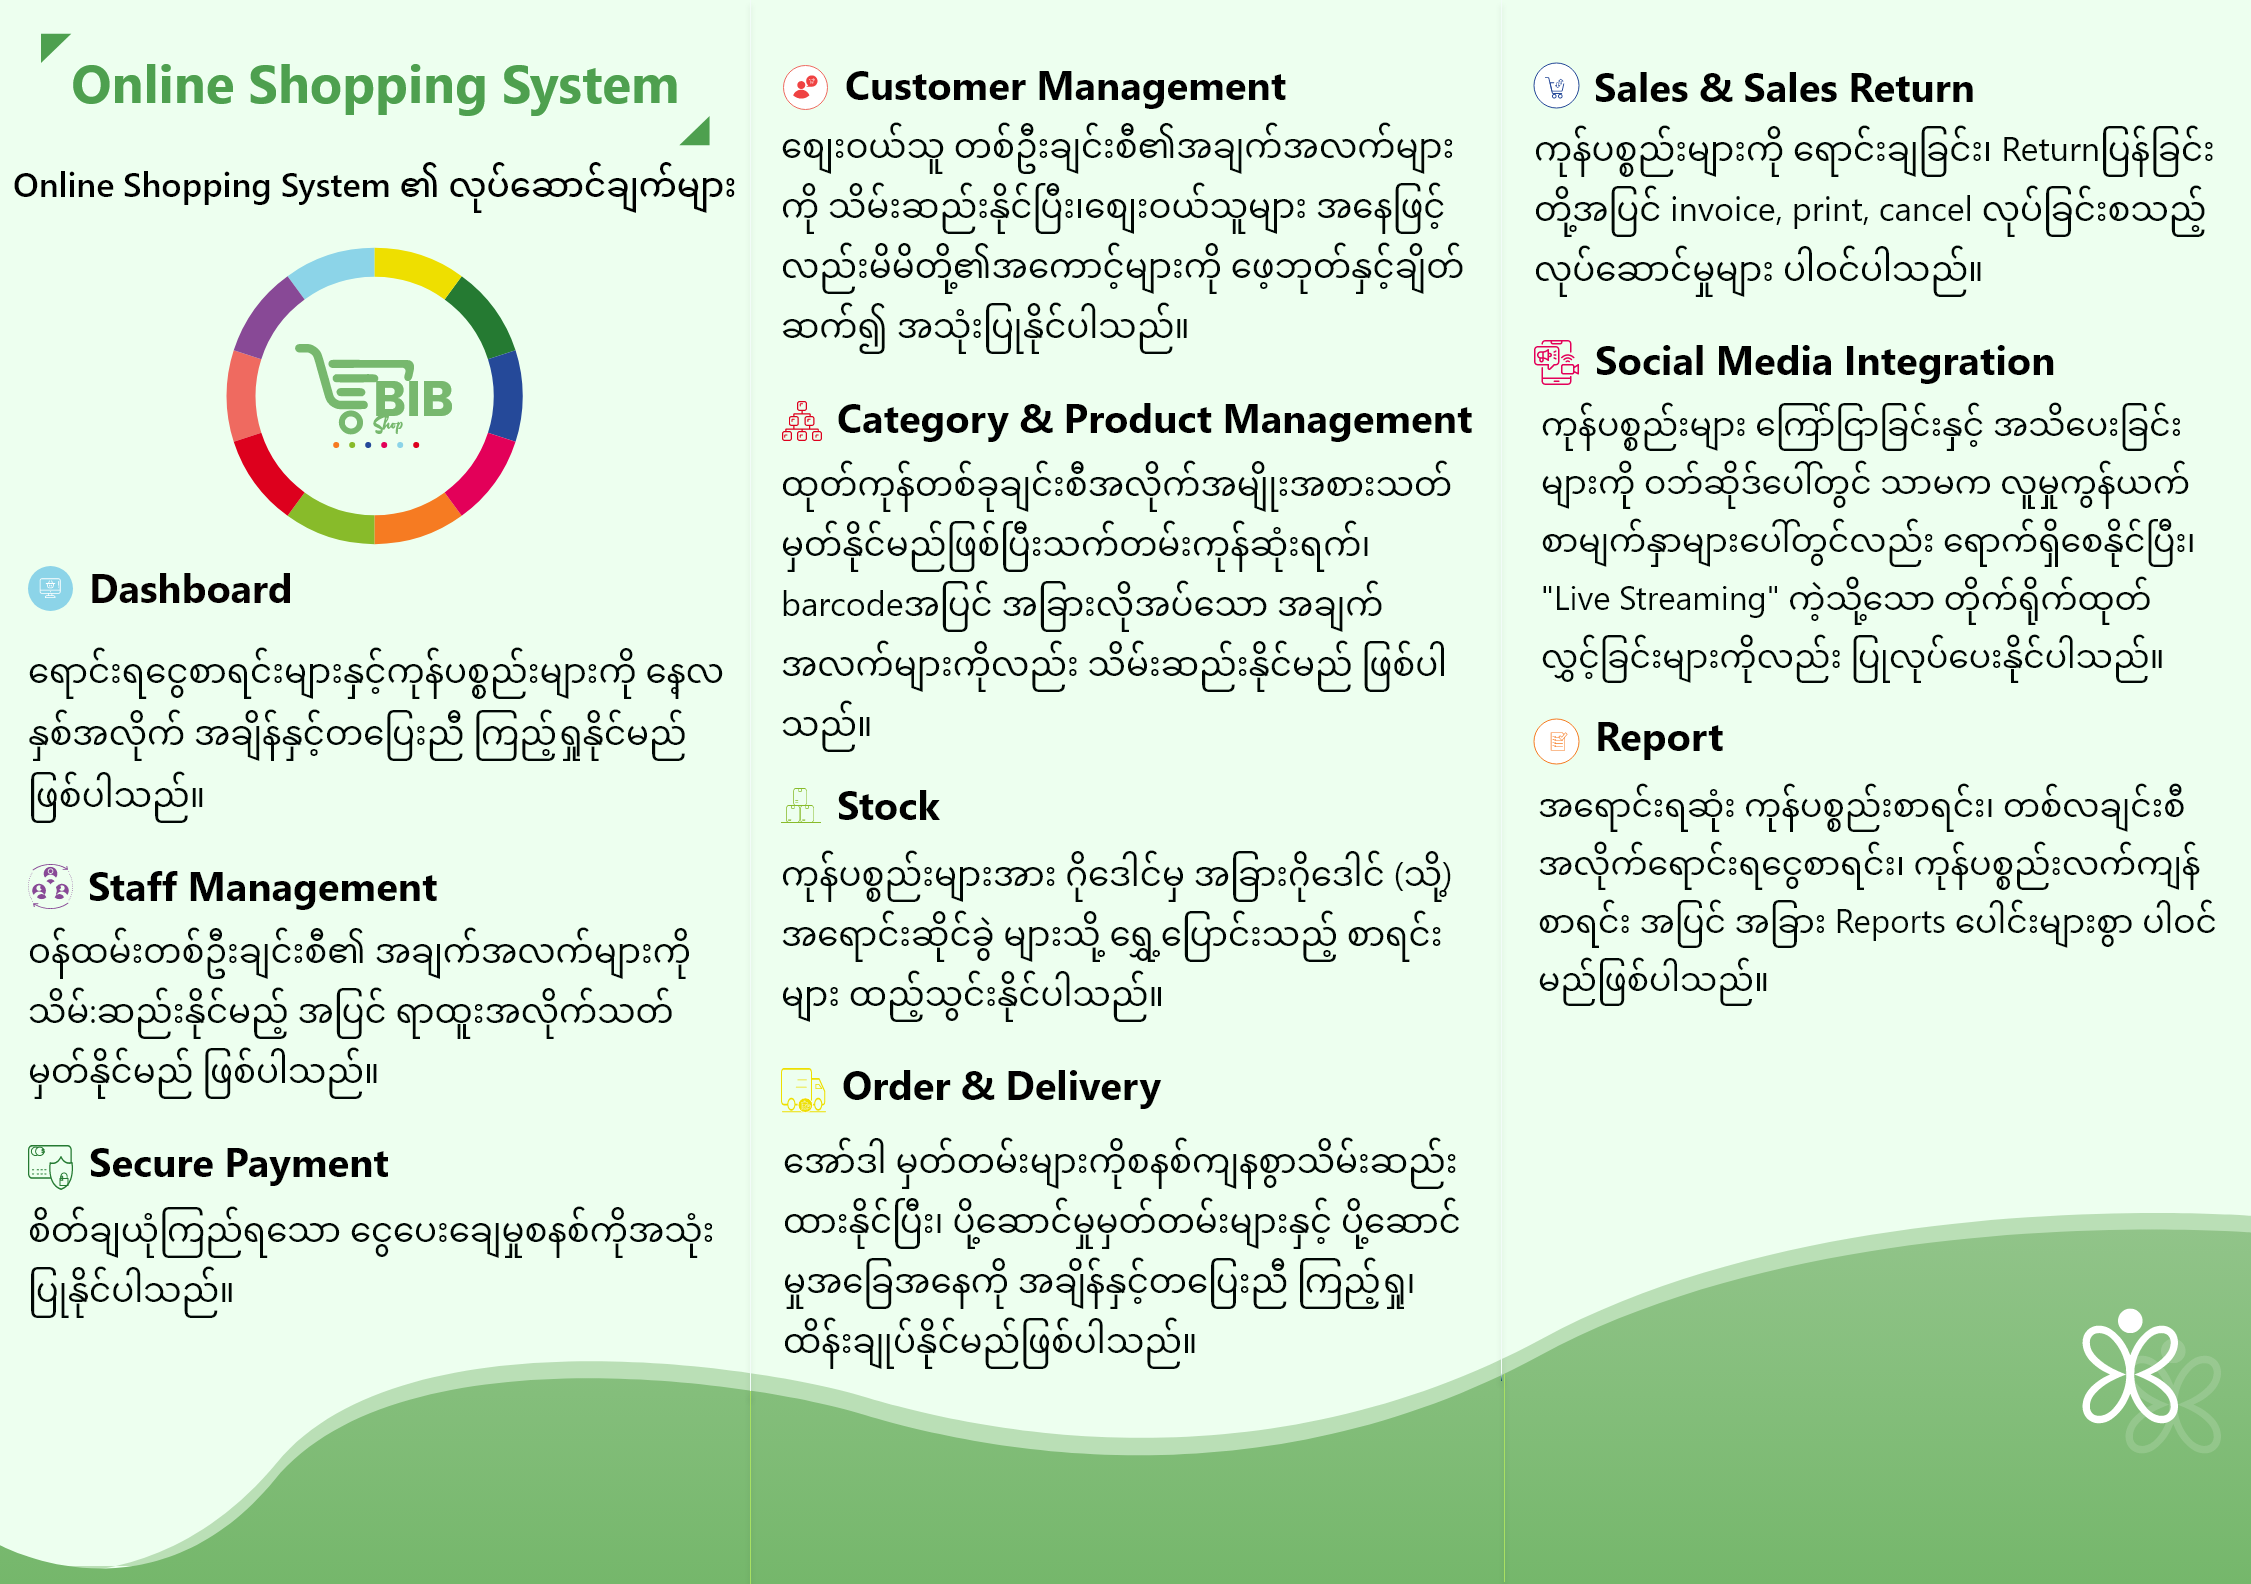 Online Shopping System
Online Shopping System ၏ လုပ်ဆောင်ချက်များ
BIB
Shop
Dashboard
ရောင်းရငွေစာရင်းများနှင့်ကုန်ပစ္စည်းများကို နေ့လ
နှစ်အလိုက် အချိန်နှင့်တပြေးညီ ကြည့်ရှုနိုင်မည်
ဖြစ်ပါသည်။
Staff Management
ဝန်ထမ်းတစ်ဦးချင်းစီ၏ အချက်အလက်များကို
သိမ်:ဆည်းနိုင်မည့် အပြင် ရာထူးအလိုက်သတ်
မှတ်နိုင်မည် ဖြစ်ပါသည်။
Secure Payment
စိတ်ချယုံကြည်ရသော ငွေပေးချေမှုစနစ်ကိုအသုံး
ပြုနိုင်ပါသည်။
Customer Management
စျေးဝယ်သူ တစ်ဦးချင်းစီ၏အချက်အလက်များ
ကို သိမ်းဆည်းနိုင်ပြီး၊စျေးဝယ်သူများ အနေဖြင့်
လည်းမိမိတို့၏အကောင့်များကို ဖေ့ဘုတ်နှင့်ချိတ်
ဆက်၍ အသုံးပြုနိုင်ပါသည်။
Category & Product Management
ထုတ်ကုန်တစ်ခုချင်းစီအလိုက်အမျိုးအစားသတ်
မှတ်နိုင်မည်ဖြစ်ပြီးသက်တမ်းကုန်ဆုံးရက်၊
barcodeအပြင် အခြားလိုအပ်သော အချက်
အလက်များကိုလည်း သိမ်းဆည်းနိုင်မည် ဖြစ်ပါ
သည်။
Stock
ကုန်ပစ္စည်းများအား ဂိုဒေါင်မှ အခြားဂိုဒေါင် (သို့)
အရောင်းဆိုင်ခွဲ များသို့ ရွှေ့ပြောင်းသည့် စာရင်း
များ ထည့်သွင်းနိုင်ပါသည်။
Order & Delivery
အော်ဒါ မှတ်တမ်းများကိုစနစ်ကျနစွာသိမ်းဆည်း
ထားနိုင်ပြီး၊ ပို့ဆောင်မှုမှတ်တမ်းများနှင့် ပို့ဆောင်
မှုအခြေအနေကို အချိန်နှင့်တပြေးညီ ကြည့်ရှု၊
ထိန်းချုပ်နိုင်မည်ဖြစ်ပါသည်။
Sales & Sales Return
ကုန်ပစ္စည်းများကို ရောင်းချခြင်း၊ Returnပြန်ခြင်း
တို့အပြင် invoice, print, cancel လုပ်ခြင်းစသည့်
လုပ်ဆောင်မှုများ ပါဝင်ပါသည်။
Social Media Integration
ကုန်ပစ္စည်းများ ကြော်ငြာခြင်းနှင့် အသိပေးခြင်း
များကို ဝဘ်ဆိုဒ်ပေါ်တွင် သာမက လူမှုကွန်ယက်
စာမျက်နှာများပေါ်တွင်လည်း ရောက်ရှိစေနိုင်ပြီး၊
"Live Streaming" ကဲ့သို့သော တိုက်ရိုက်ထုတ်
လွှင့်ခြင်းများကိုလည်း ပြုလုပ်ပေးနိုင်ပါသည်။
Report
အရောင်းရဆုံး ကုန်ပစ္စည်းစာရင်း၊ တစ်လချင်းစီ
အလိုက်ရောင်းရငွေစာရင်း၊ ကုန်ပစ္စည်းလက်ကျန်
စာရင်း အပြင် အခြား Reports ပေါင်းများစွာ ပါဝင်
မည်ဖြစ်ပါသည်။